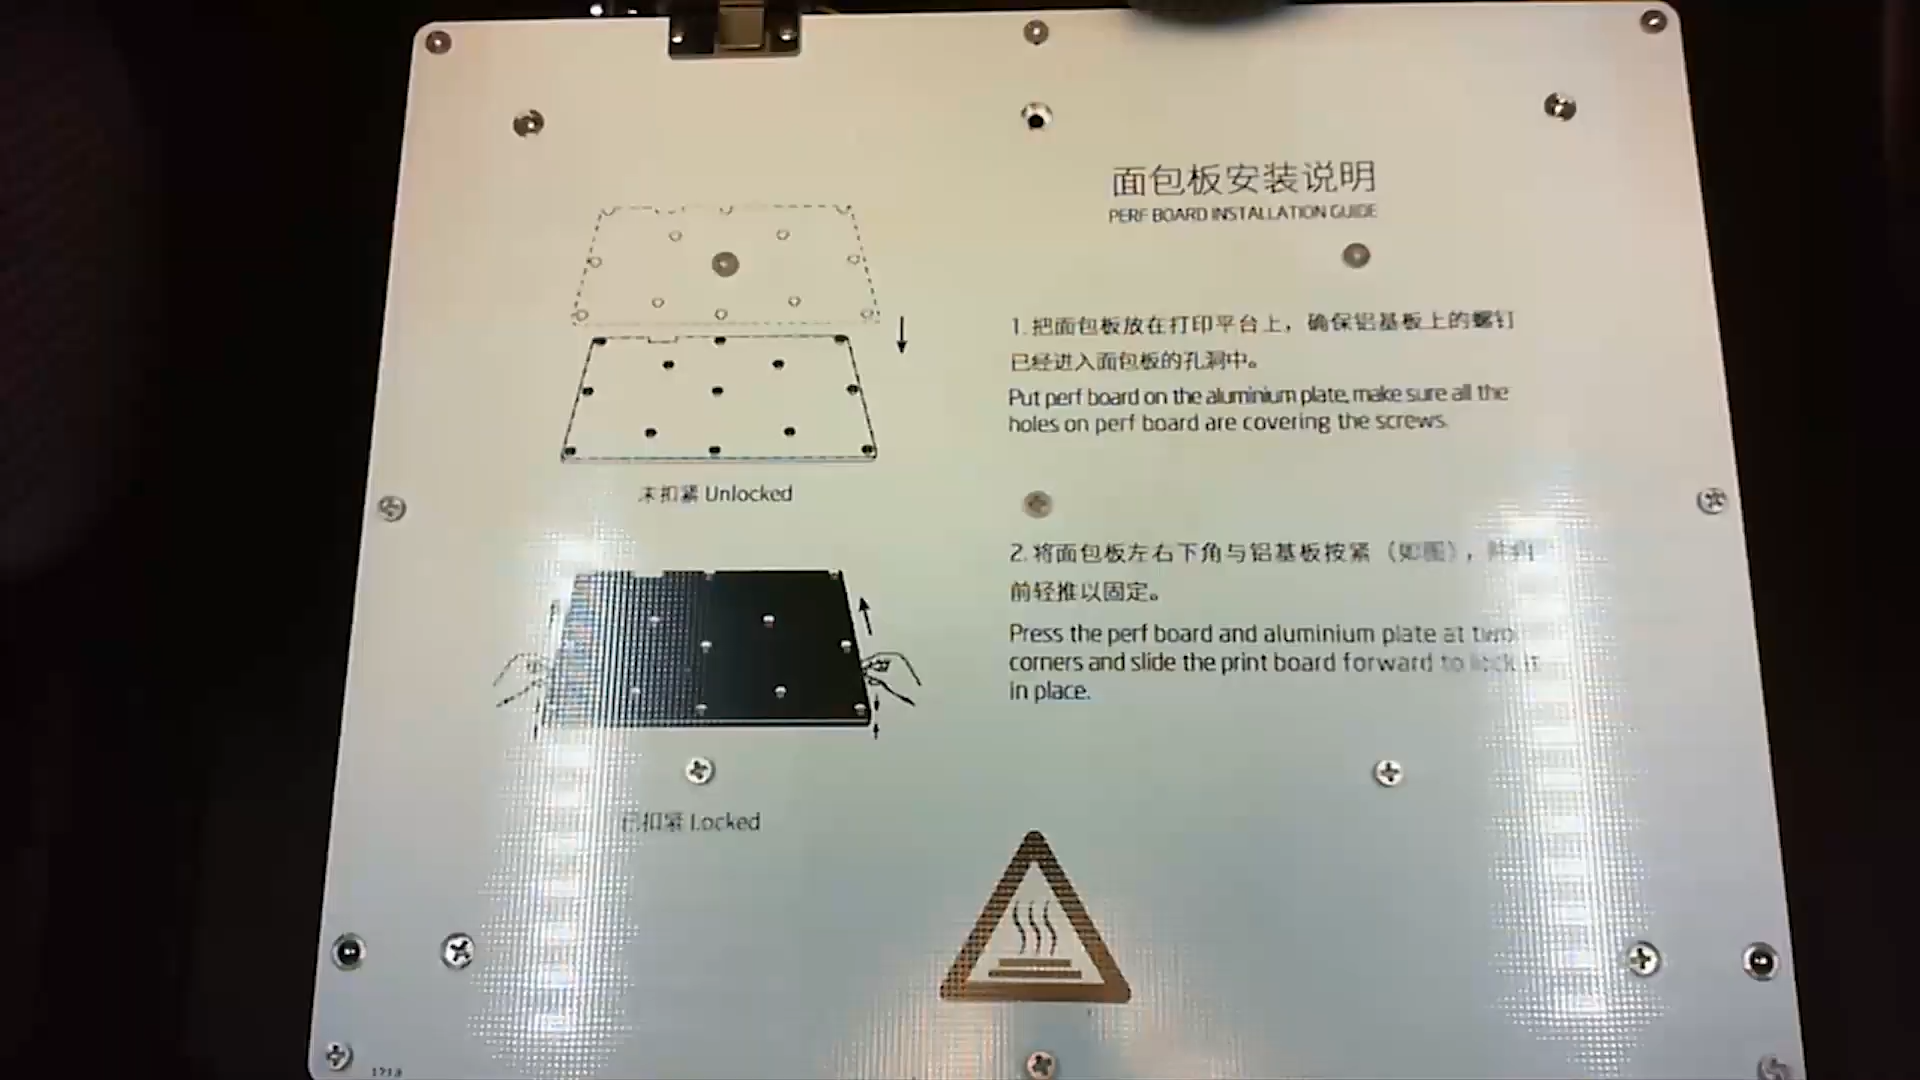 面包板安装说明
PERF BOARD INSTALLATION GUIDE
1. 把面包板放在打印平台上，确保铝基板上的螺钉
已经进入面包板的孔洞中。
Put perf board on the aluminium plate, make sure all the
holes on perf board are covering the screws.
未扣紧 Unlocked
2. 将面包板左右下角与铝基板按紧（如图），
前轻推以固定。
Press the perf board and aluminium plate at two
corners and slide the print board forward to lock it
in place.
已扣紧 Locked